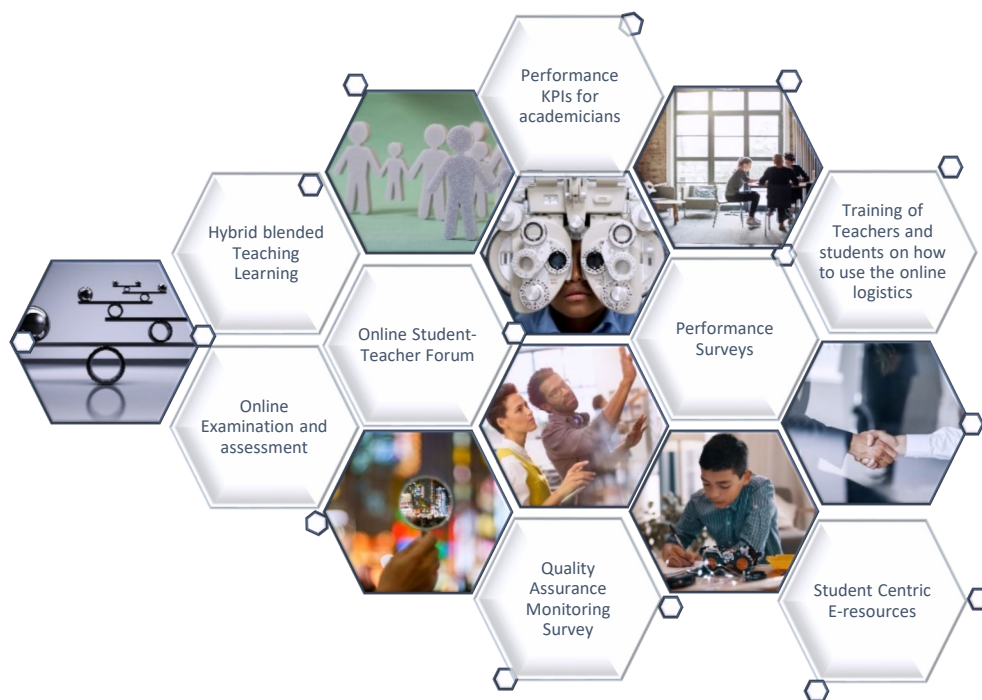 Performance
KPIs for
academicians
Hybrid blended
Teaching
Learning
Training of
Teachers and
students on how
to use the online
logistics
Online Student-
Teacher Forum
Performance
Surveys
Online
Examination and
assessment
Quality
Assurance
Monitoring
Survey
Student Centric
E-resources